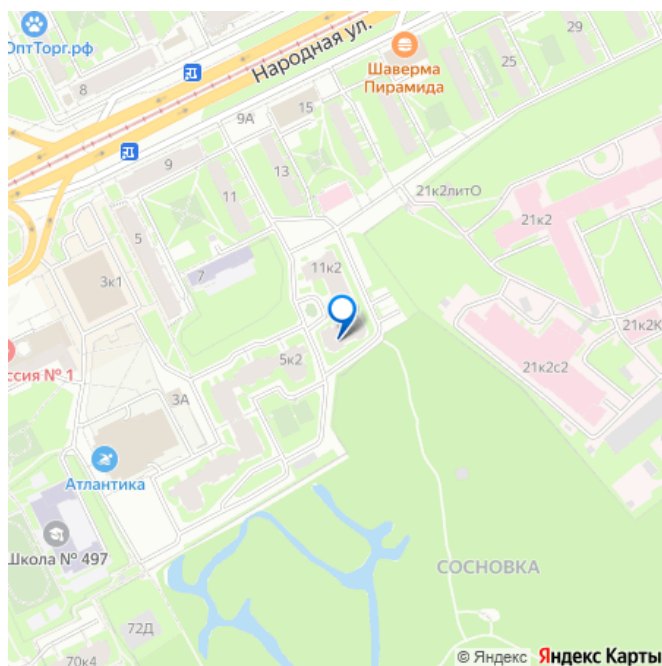 ОптТорг.рф
8
Народная ул.
Шаверма
Пирамида
29
25
15
9А
9
13
11
21к2литО
21к2
5
7
3к1
11к2
21к2К
ссия № 1
5к2
21к2с2
3А
Атлантика
Школа № 497
СОСНОВКА
72Д
70к4
© Яндекс Яндекс Карты